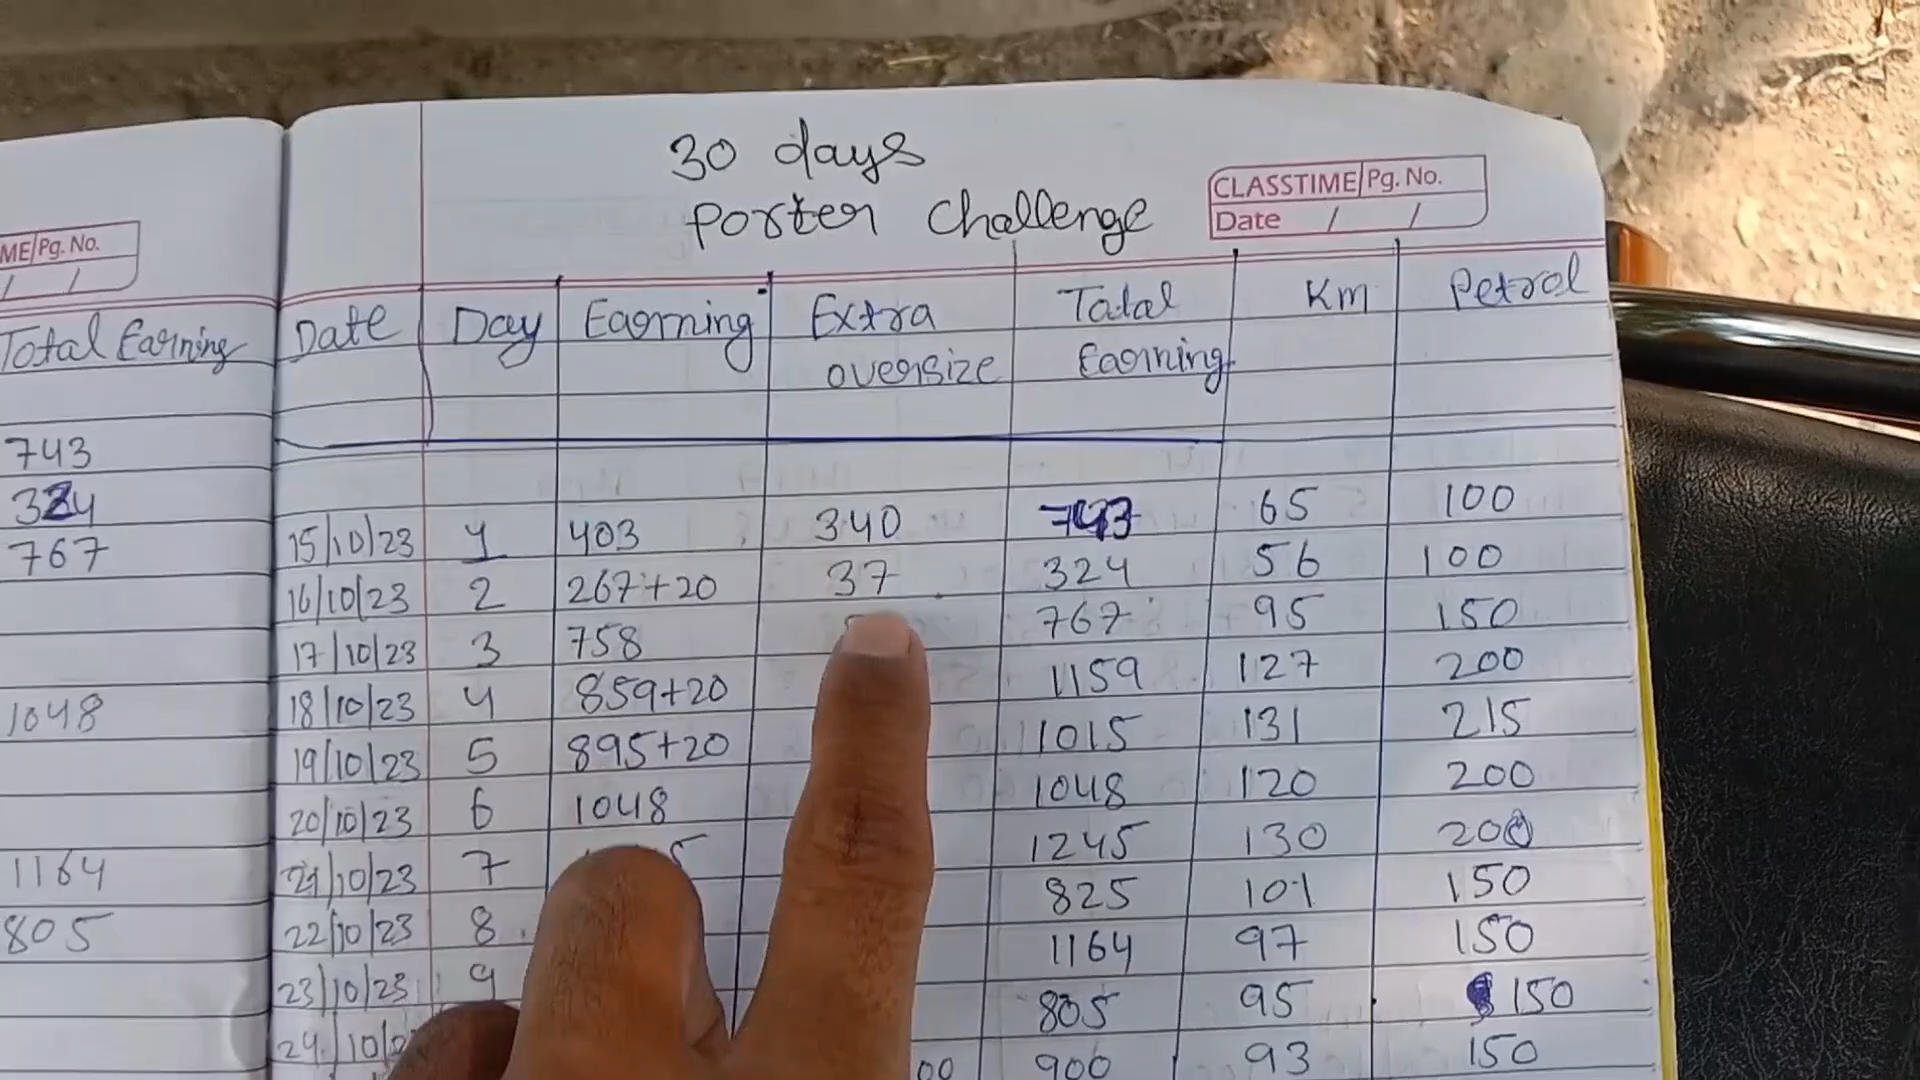 ME/Pg. No.
/ /
Total Earning
743
324
767
1048
1164
805
30 days
Porter Challenge
CLASSTIME/Pg. No.
Date / /
Date Day Earning Extra oversize Total Earning Km Petrol
15/10/23 1 403 340 743 65 100
16/10/23 2 267+20 37 324 56 100
17/10/23 3 758 767 95 150
18/10/23 4 859+20 1159 127 200
19/10/23 5 895+20 1015 131 215
20/10/23 6 1048 1048 120 200
21/10/23 7 1245 130 200
22/10/23 8 825 101 150
23/10/23 9 1164 97 150
24/10/ 805 95 150
00 900 93 150